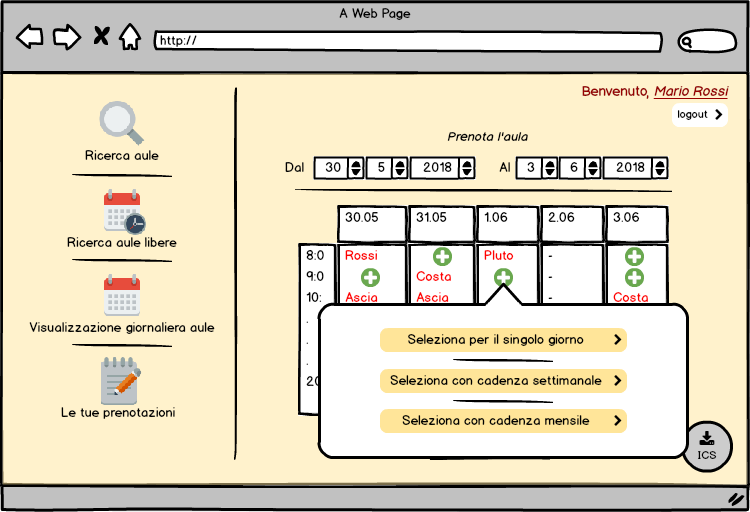 A Web Page
http://
Benvenuto, Mario Rossi
logout
Ricerca aule
Ricerca aule libere
Visualizzazione giornaliera aule
Le tue prenotazioni
Prenota l'aula
Dal 30 5 2018 Al 3 6 2018
30.05 31.05 1.06 2.06 3.06
8:0 Rossi Pluto -
9:0 Costa -
10: Ascia Ascia - Costa
.
.
.
Seleziona per il singolo giorno
Seleziona con cadenza settimanale
Seleziona con cadenza mensile
ICS